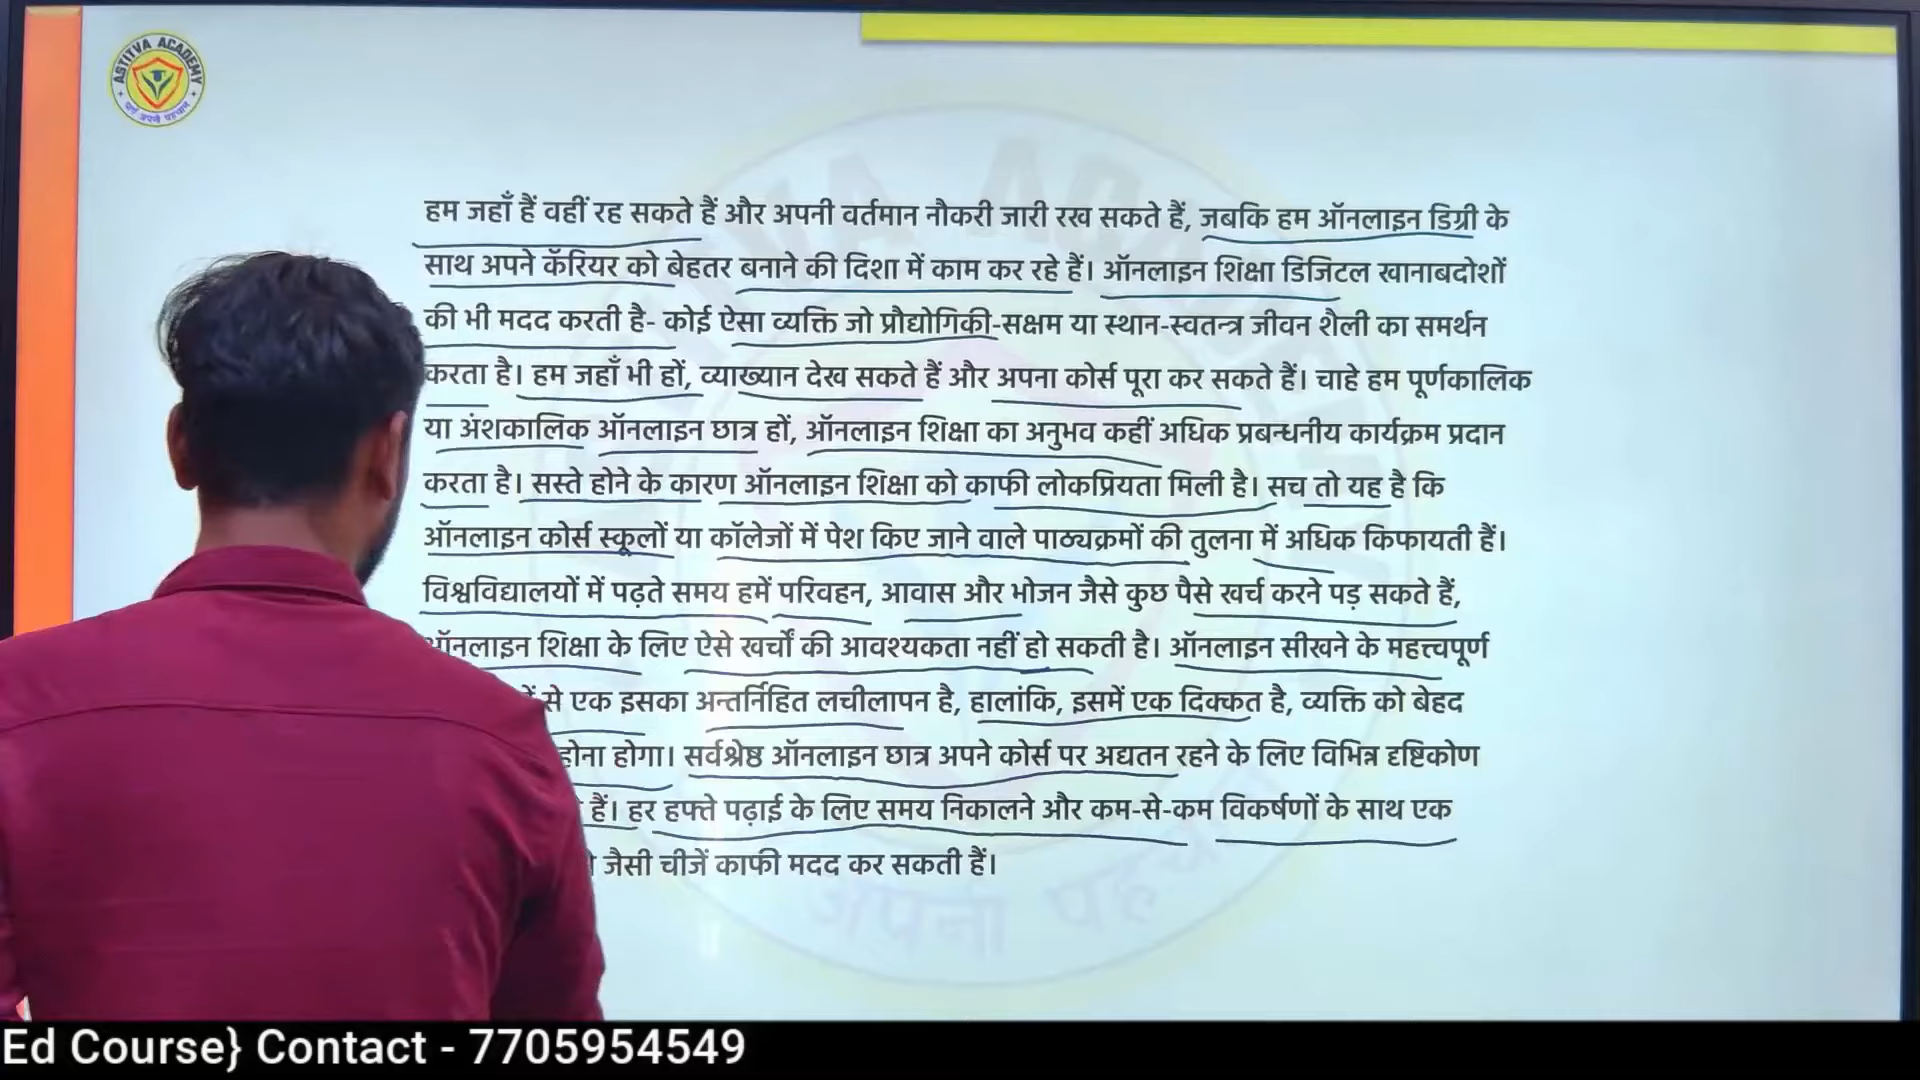 ASTITVA ACADEMY
हम जहाँ हैं वहीं रह सकते हैं और अपनी वर्तमान नौकरी जारी रख सकते हैं, जबकि हम ऑनलाइन डिग्री के
साथ अपने कॅरियर को बेहतर बनाने की दिशा में काम कर रहे हैं। ऑनलाइन शिक्षा डिजिटल खानाबदोशों
की भी मदद करती है- कोई ऐसा व्यक्ति जो प्रौद्योगिकी-सक्षम या स्थान-स्वतन्त्र जीवन शैली का समर्थन
करता है। हम जहाँ भी हों, व्याख्यान देख सकते हैं और अपना कोर्स पूरा कर सकते हैं। चाहे हम पूर्णकालिक
या अंशकालिक ऑनलाइन छात्र हों, ऑनलाइन शिक्षा का अनुभव कहीं अधिक प्रबन्धनीय कार्यक्रम प्रदान
करता है। सस्ते होने के कारण ऑनलाइन शिक्षा को काफी लोकप्रियता मिली है। सच तो यह है कि
ऑनलाइन कोर्स स्कूलों या कॉलेजों में पेश किए जाने वाले पाठ्यक्रमों की तुलना में अधिक किफायती हैं।
विश्वविद्यालयों में पढ़ते समय हमें परिवहन, आवास और भोजन जैसे कुछ पैसे खर्च करने पड़ सकते हैं,
ऑनलाइन शिक्षा के लिए ऐसे खर्चों की आवश्यकता नहीं हो सकती है। ऑनलाइन सीखने के महत्त्वपूर्ण
से एक इसका अन्तर्निहित लचीलापन है, हालांकि, इसमें एक दिक्कत है, व्यक्ति को बेहद
होना होगा। सर्वश्रेष्ठ ऑनलाइन छात्र अपने कोर्स पर अद्यतन रहने के लिए विभिन्न दृष्टिकोण
हैं। हर हफ्ते पढ़ाई के लिए समय निकालने और कम-से-कम विकर्षणों के साथ एक
जैसी चीजें काफी मदद कर सकती हैं।
Ed Course} Contact - 7705954549